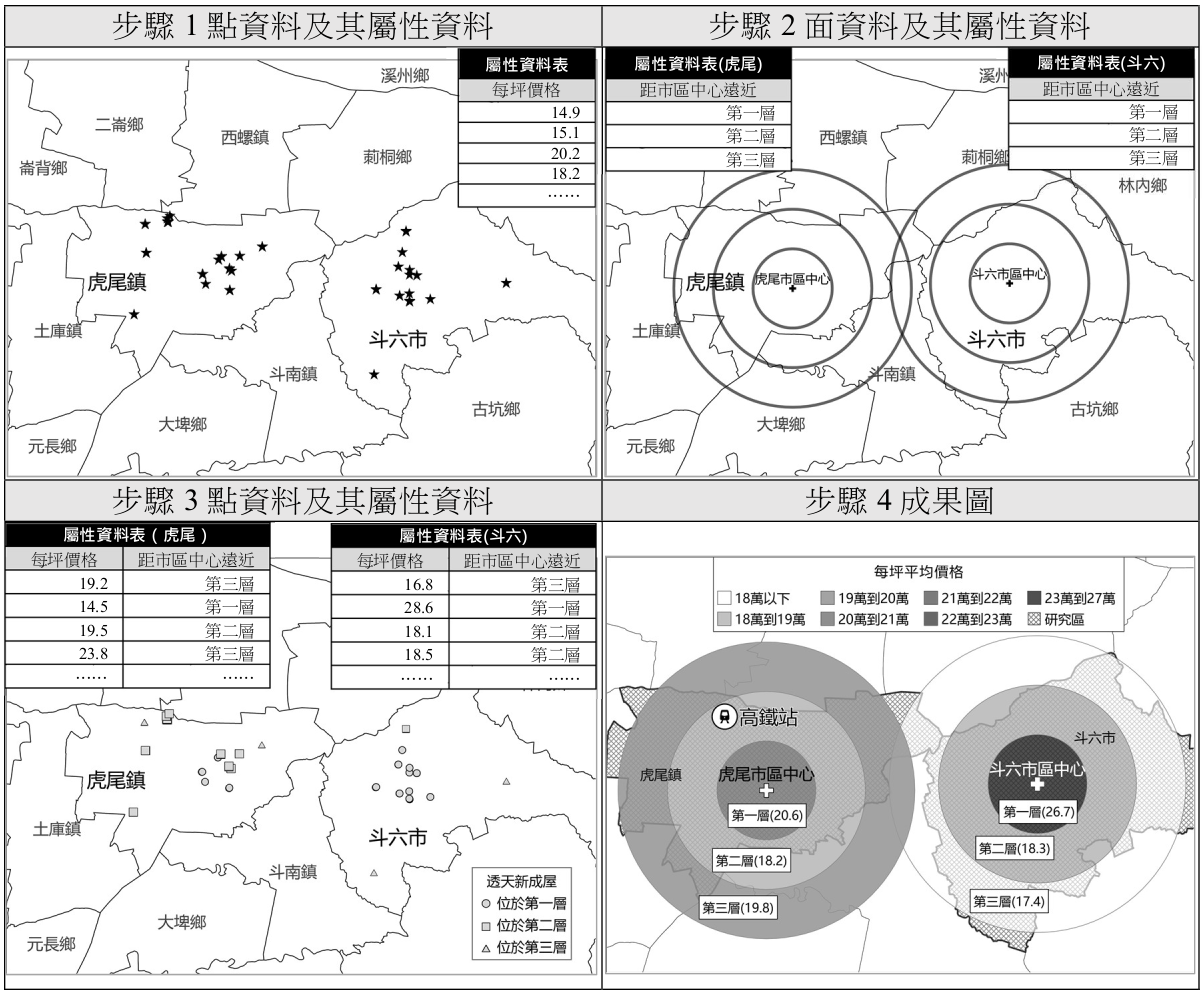 步驟 1 點資料及其屬性資料
屬性資料表
每坪價格
14.9
15.1
20.2
18.2
……
溪州鄉
二崙鄉
西螺鎮
莿桐鄉
崙背鄉
虎尾鎮
土庫鎮
斗六市
斗南鎮
古坑鄉
大埤鄉
元長鄉
步驟 2 面資料及其屬性資料
屬性資料表(虎尾)
距市區中心遠近
第一層
第二層
第三層
屬性資料表(斗六)
距市區中心遠近
第一層
第二層
第三層
溪州
二崙鄉
西螺鎮
莿桐
林內鄉
虎尾鎮
虎尾市區中心
斗六市區中心
土庫鎮
斗六市
斗南鎮
古坑鄉
大埤鄉
元長鄉
步驟 3 點資料及其屬性資料
屬性資料表（虎尾）
每坪價格 距市區中心遠近
19.2 第三層
14.5 第一層
19.5 第二層
23.8 第三層
…… ……
屬性資料表(斗六)
每坪價格 距市區中心遠近
16.8 第三層
28.6 第一層
18.1 第二層
18.5 第二層
…… ……
虎尾鎮
土庫鎮
斗六市
斗南鎮
大埤鄉
元長鄉
透天新成屋
位於第一層
位於第二層
位於第三層
步驟 4 成果圖
每坪平均價格
18萬以下 19萬到20萬 21萬到22萬 23萬到27萬
18萬到19萬 20萬到21萬 22萬到23萬 研究區
高鐵站
斗六市
虎尾鎮
虎尾市區中心
斗六市區中心
第一層(20.6)
第一層(26.7)
第二層(18.2)
第二層(18.3)
第三層(19.8)
第三層(17.4)